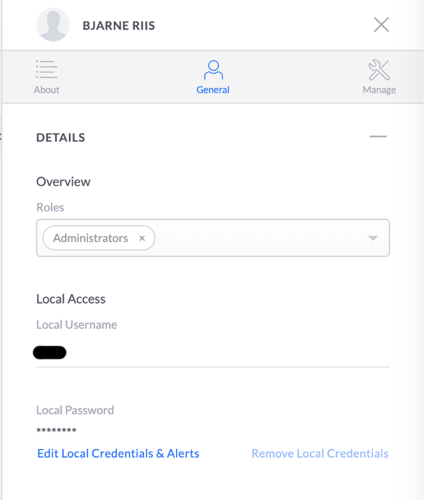 BJARNE RIIS
About
General
Manage
DETAILS
Overview
Roles
Administrators ×
Local Access
Local Username
Local Password
********
Edit Local Credentials & Alerts
Remove Local Credentials